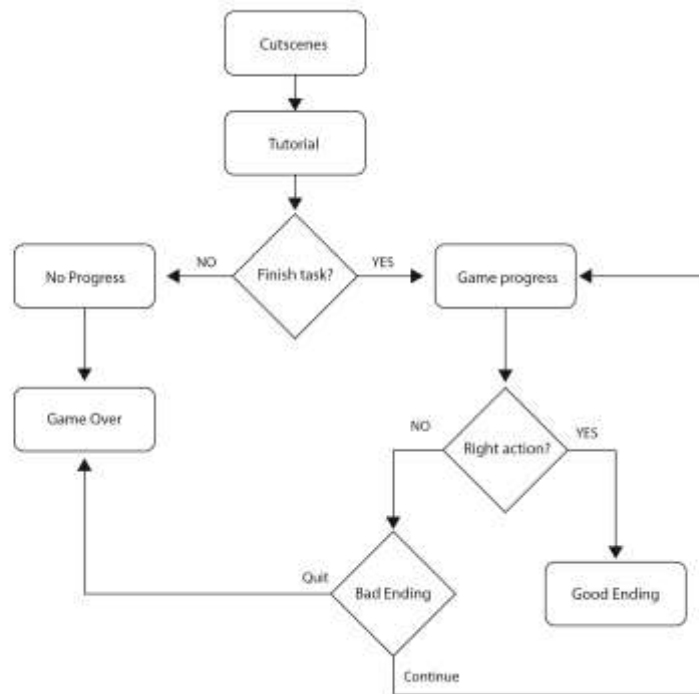 Cutscenes
Tutorial
NO
Finish task?
YES
No Progress
Game progress
Game Over
NO
Right action?
YES
Quit
Bad Ending
Good Ending
Continue